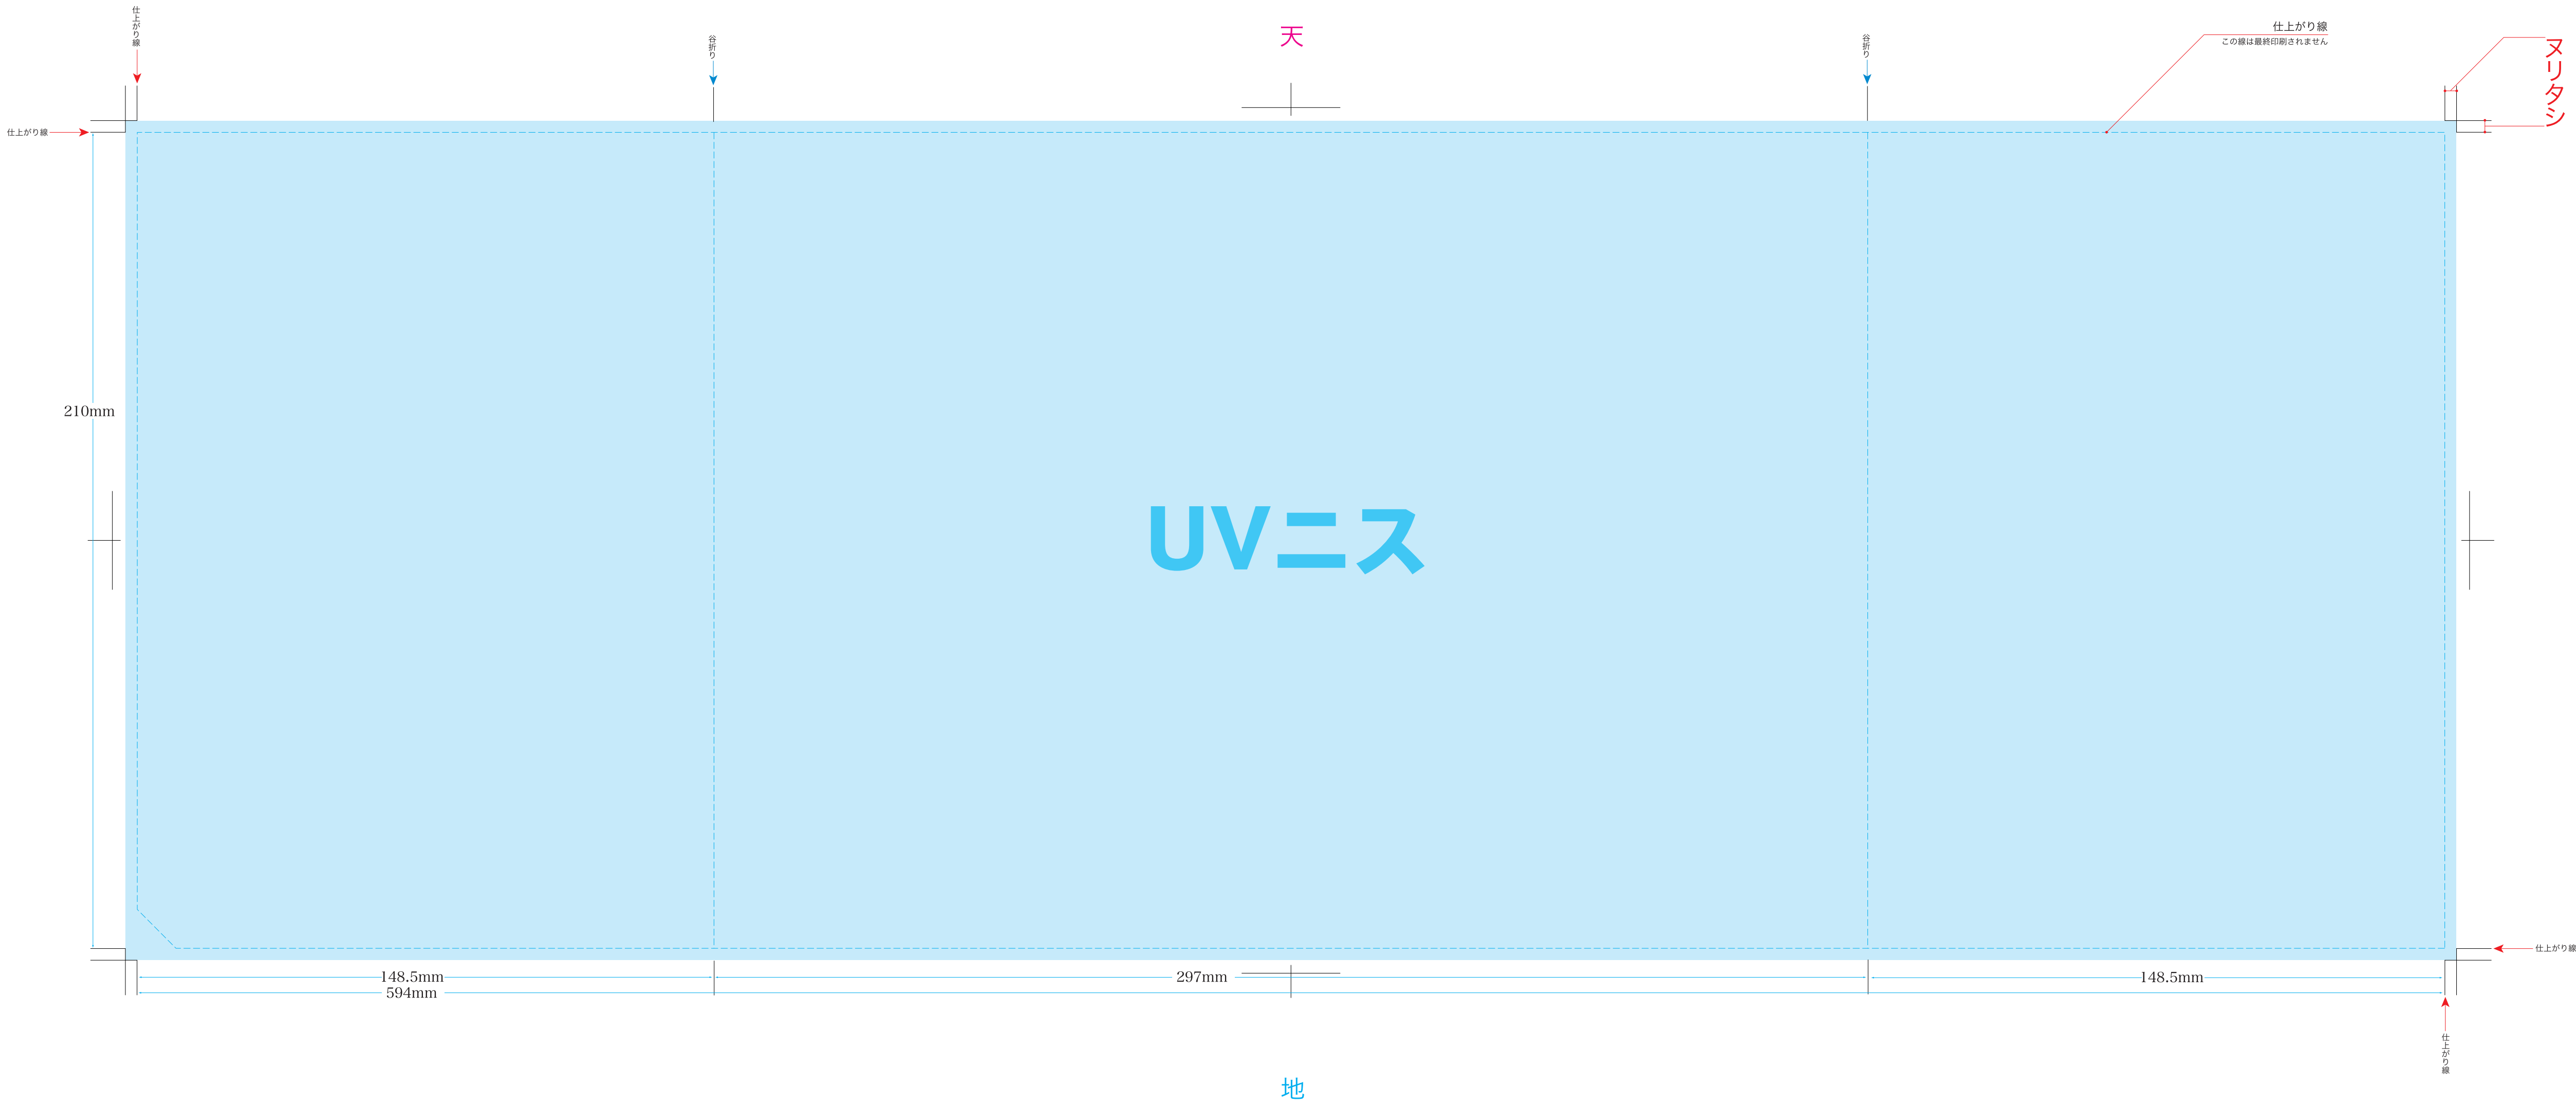 仕上がり線
谷折り
天
谷折り
仕上がり線
この線は最終印刷されません
ヌリタシ
仕上がり線
210mm
UVニス
仕上がり線
148.5mm
297mm
148.5mm
594mm
仕上がり線
地